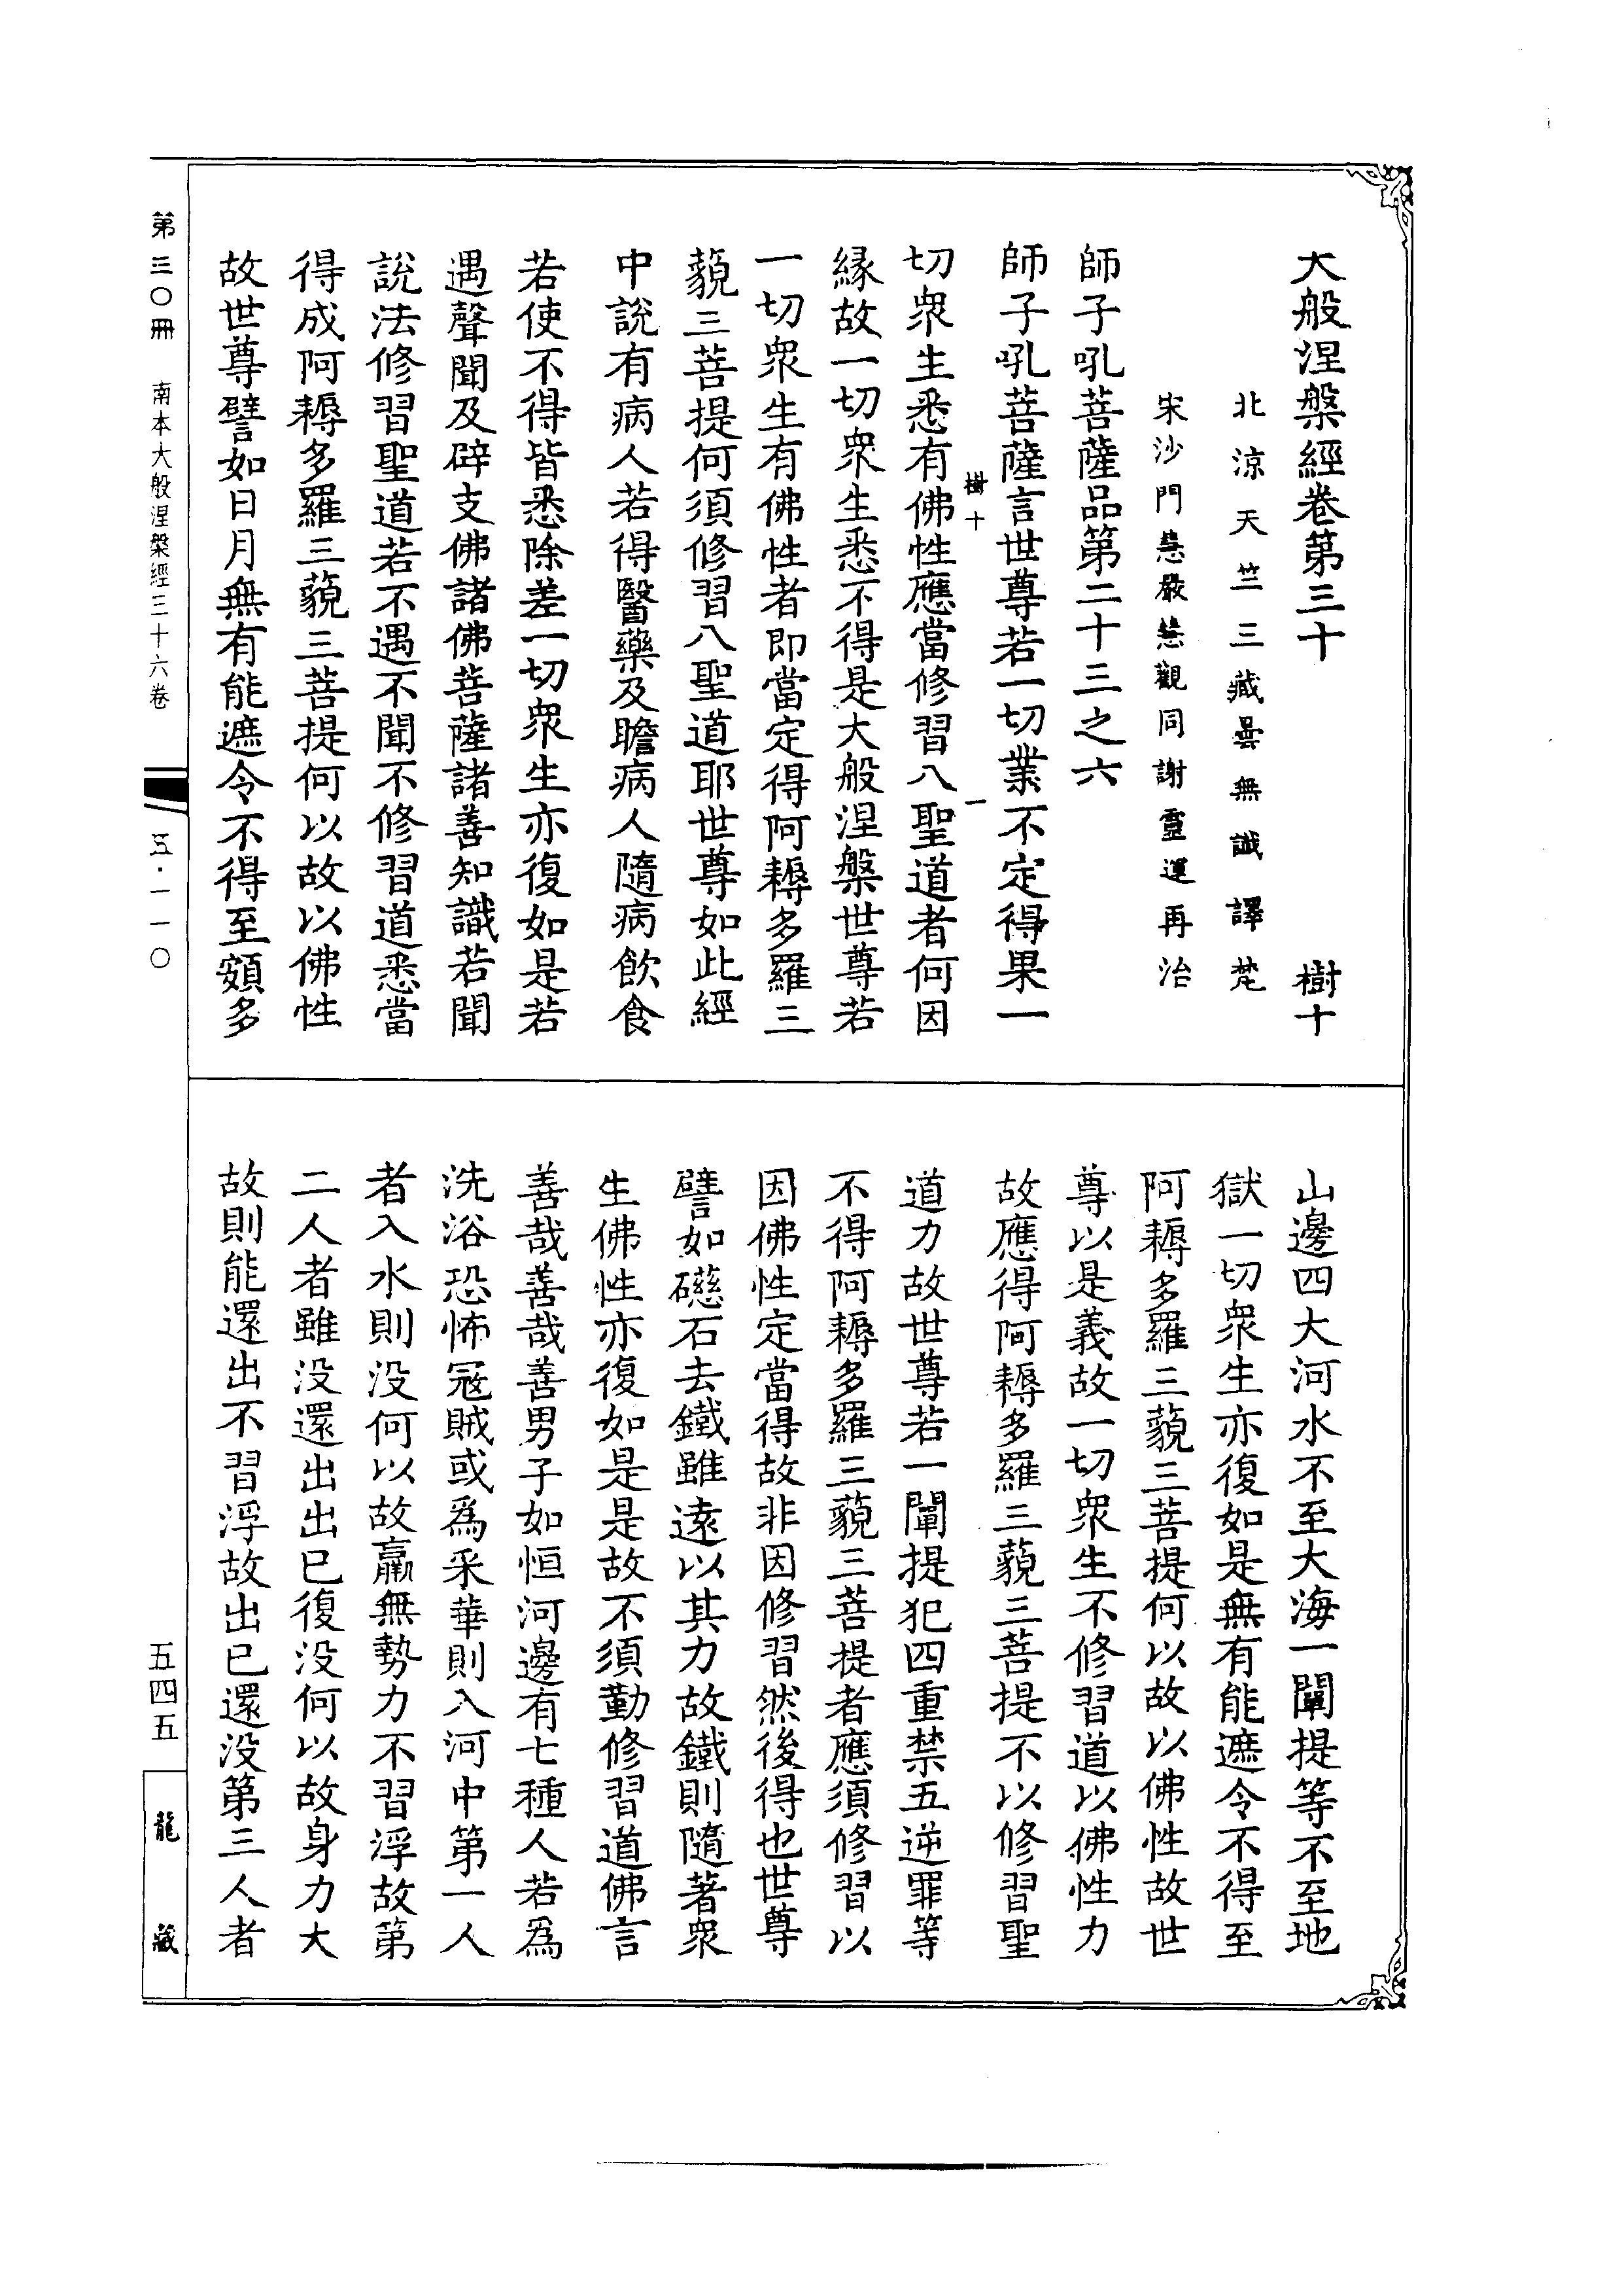 大般涅槃經卷第三十　樹十
北涼天竺三藏曇無讖譯梵
宋沙門慧嚴慧觀同謝靈運再治
師子吼菩薩品第二十三之六
師子吼菩薩言世尊若一切業不定得果一
樹十　一
切衆生悉有佛性應當修習八聖道者何因
緣故一切衆生悉不得是大般涅槃世尊若
一切衆生有佛性者即當定得阿耨多羅三
藐三菩提何須修習八聖道耶世尊如此經
中說有病人若得醫藥及瞻病人隨病飲食
若使不得皆悉除差一切衆生亦復如是若
遇聲聞及辟支佛諸佛菩薩諸善知識若聞
說法修習聖道若不遇不聞不修習道悉當
得成阿耨多羅三藐三菩提何以故以佛性
故世尊譬如日月無有能遮令不得至頞多
山邊四大河水不至大海一闡提等不至地
獄一切衆生亦復如是無有能遮令不得至
阿耨多羅三藐三菩提何以故以佛性故世
尊以是義故一切衆生不修習道以佛性力
故應得阿耨多羅三藐三菩提不以修習聖
道力故世尊若一闡提犯四重禁五逆罪等
不得阿耨多羅三藐三菩提者應須修習以
因佛性定當得故非因修習然後得也世尊
譬如礠石去鐵雖遠以其力故鐵則隨著衆
生佛性亦復如是是故不須勤修習道佛言
善哉善哉善男子如恒河邊有七種人若爲
洗浴恐怖冦賊或爲采華則入河中第一人
者入水則没何以故羸無勢力不習浮故第
二人者雖没還出出已復没何以故身力大
故則能還出不習浮故出已還没第三人者
第三〇冊　南本大般涅槃經三十六卷
五·一一〇
五四五
龍藏